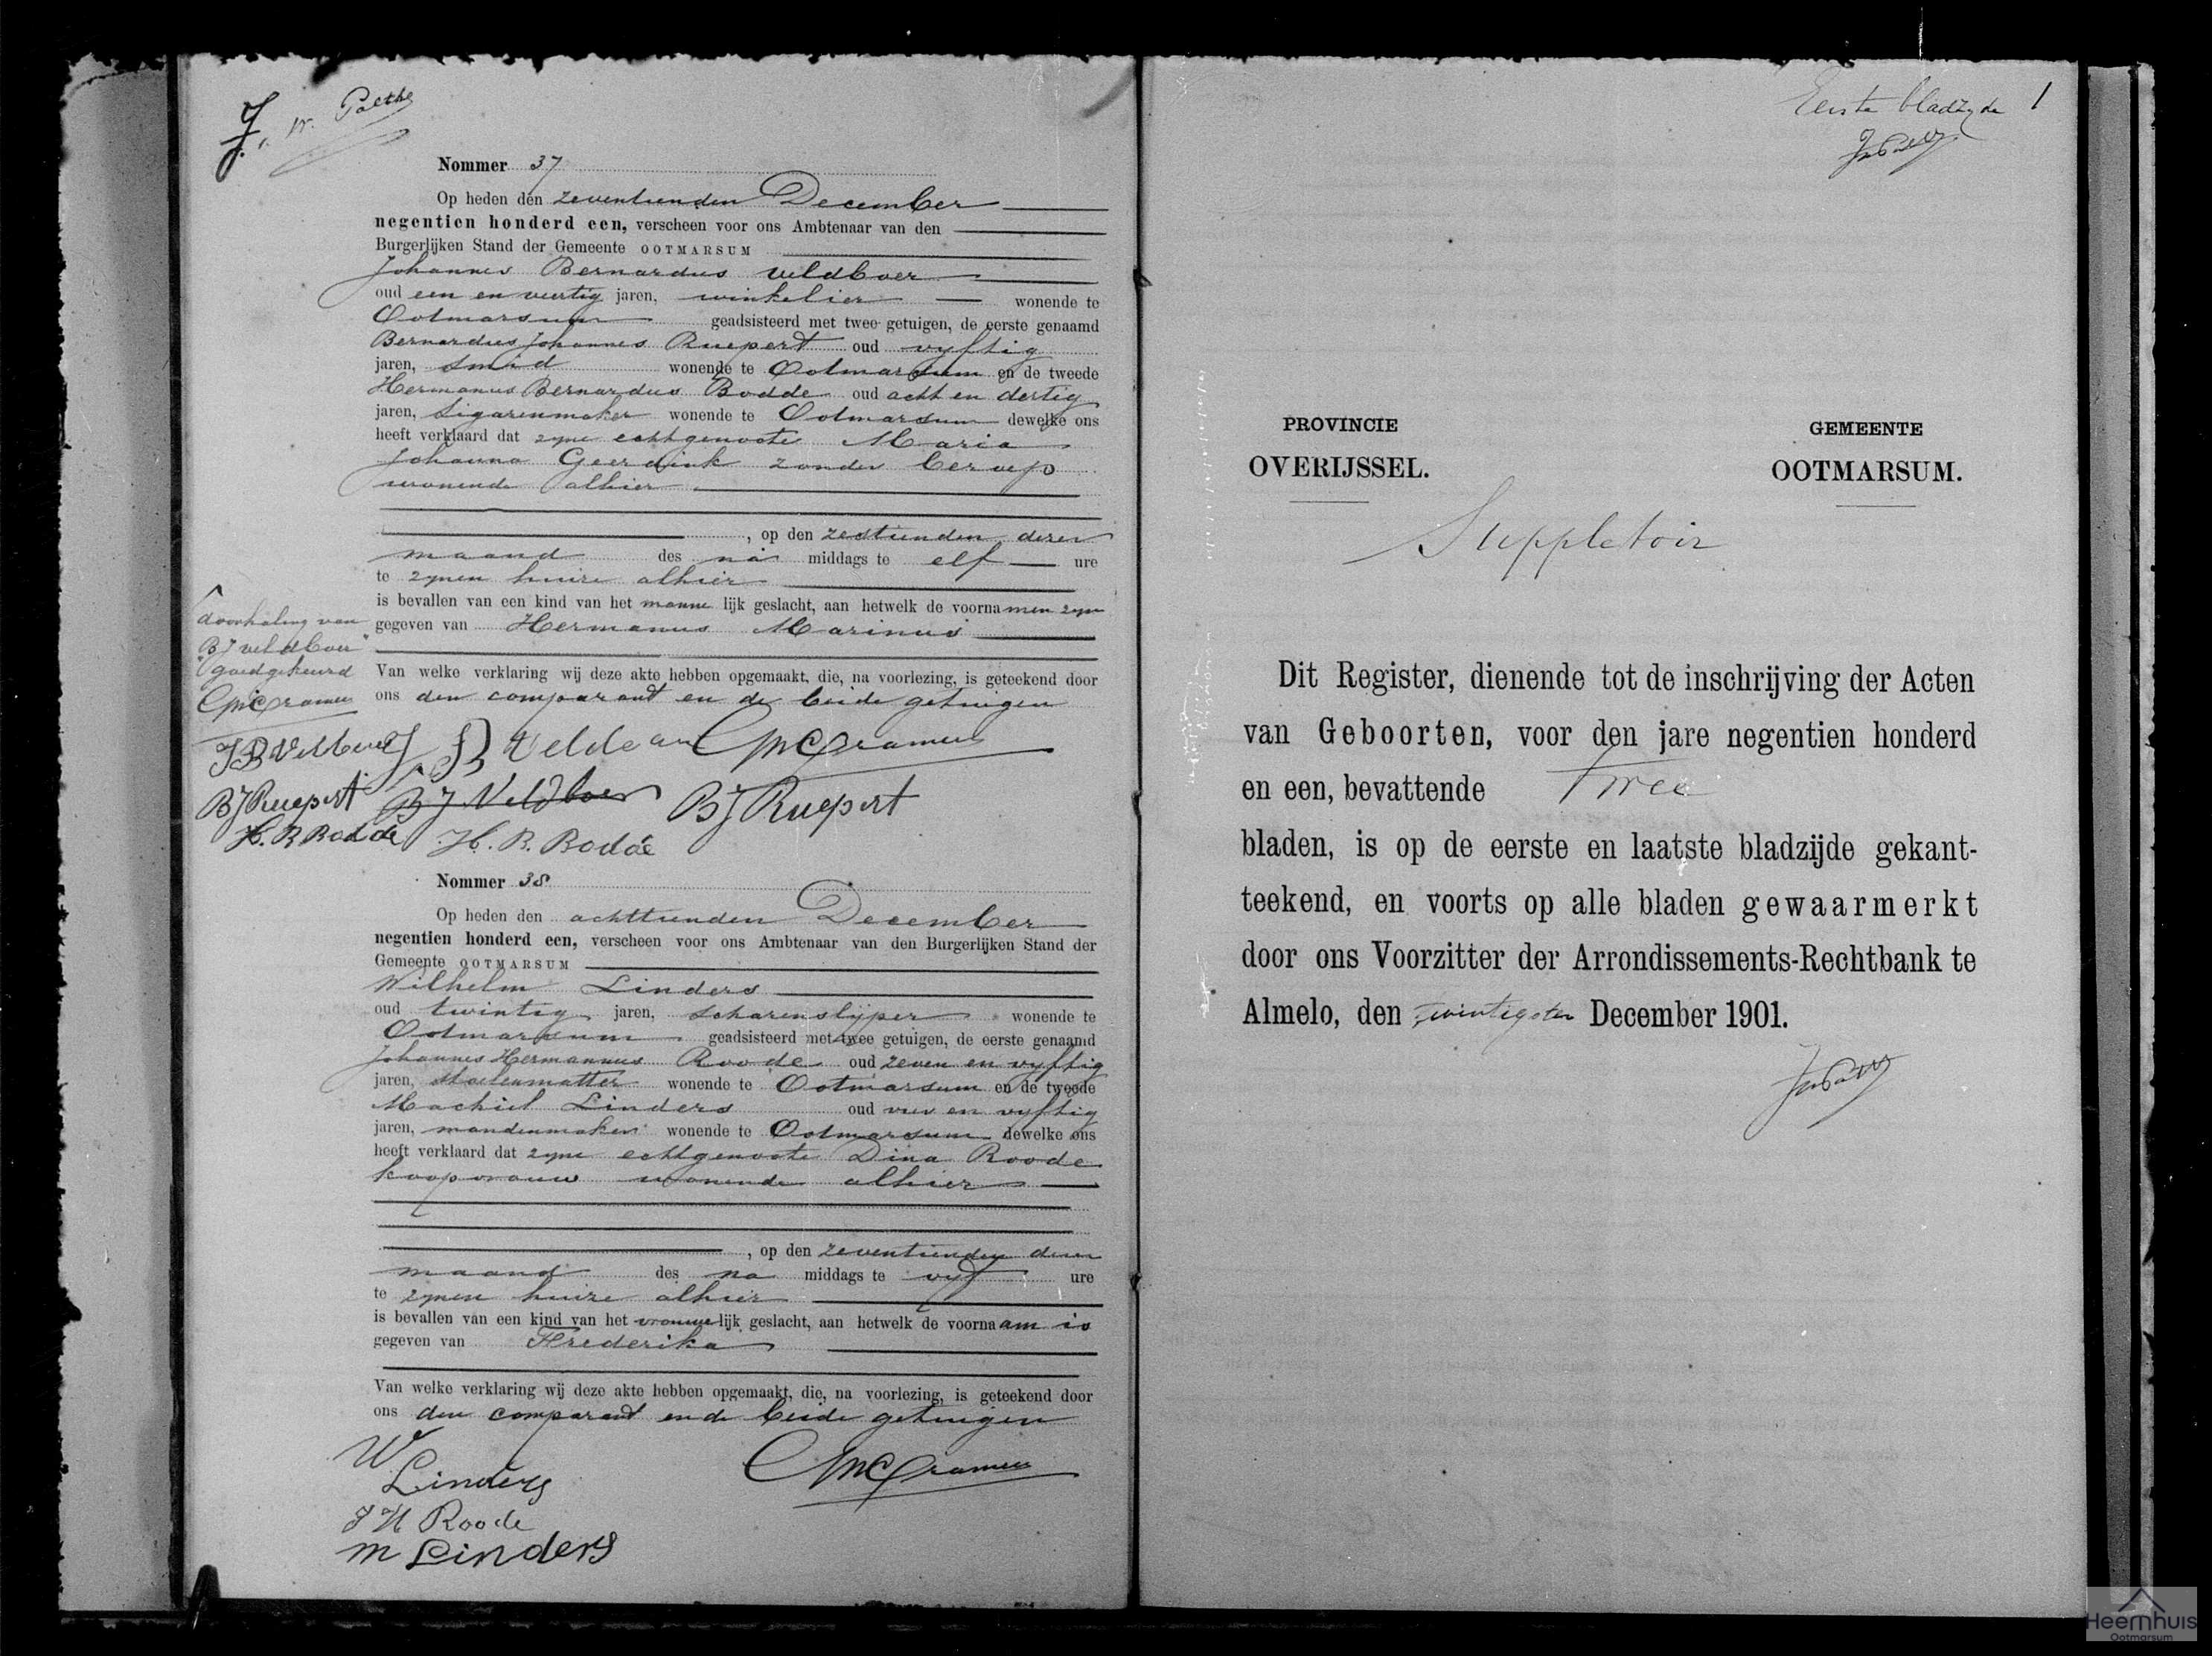 Palthe
Nommer 37
Op heden den zeventienden December
negentien honderd een, verscheen voor ons Ambtenaar van den
Burgerlijken Stand der Gemeente OOTMARSUM
Johannes Bernardus Veldboer
oud een en veertig jaren, winkelier wonende te
Ootmarsum geadsisteerd met twee getuigen, de eerste genaamd
Bernardus Johannes Ruepert oud vyftig
jaren, smid wonende te Ootmarsum en de tweede
Hermanus Bernardus Bodde oud acht en dertig
jaren, sigarenmaker wonende te Ootmarsum dewelke ons
heeft verklaard dat zyne echtgenoote Maria
Johanna Geerdink zonder beroep
wonende alhier
, op den zestienden dezer
maand des na middags te elf ure
te zynen huize alhier
is bevallen van een kind van het manne lijk geslacht, aan hetwelk de voornamen zyn
gegeven van Hermanus Marinus
doorhaling van
BJ Veldboer
goedgekeurd
Cramer
Van welke verklaring wij deze akte hebben opgemaakt, die, na voorlezing, is geteekend door
ons den comparant en de beide getuigen
JB Veldboer Cramer
BJ Ruepert BJ Veldboer BJ Ruepert
H. B Bodde H. B. Bodde
Nommer 38
Op heden den achttienden December
negentien honderd een, verscheen voor ons Ambtenaar van den Burgerlijken Stand der
Gemeente OOTMARSUM
Wilhelm Linders
oud twintig jaren, scharenslyper wonende te
Ootmarsum geadsisteerd met twee getuigen, de eerste genaamd
Johannes Hermannus Roode oud zeven en vyftig
jaren, stoelenmatter wonende te Ootmarsum en de tweede
Machiel Linders oud vier en vyftig
jaren, mandenmaker wonende te Ootmarsum dewelke ons
heeft verklaard dat zyne echtgenoote Dina Roode
koopvrouw wonende alhier
, op den zeventienden dezer
maand des na middags te vyf ure
te zynen huize alhier
is bevallen van een kind van het vrouwelijk geslacht, aan hetwelk de voornaam is
gegeven van Frederika
Van welke verklaring wij deze akte hebben opgemaakt, die, na voorlezing, is geteekend door
ons den comparant en de beide getuigen
W
Linders Cramer
J H Roode
M Linders
Eerste bladzyde 1
PROVINCIE
OVERIJSSEL.
GEMEENTE
OOTMARSUM.
Suppletoir
Dit Register, dienende tot de inschrijving der Acten
van Geboorten, voor den jare negentien honderd
en een, bevattende Twee
bladen, is op de eerste en laatste bladzijde gekant-
teekend, en voorts op alle bladen gewaarmerkt
door ons Voorzitter der Arrondissements-Rechtbank te
Almelo, den twintigsten December 1901.
Heemhuis
Ootmarsum